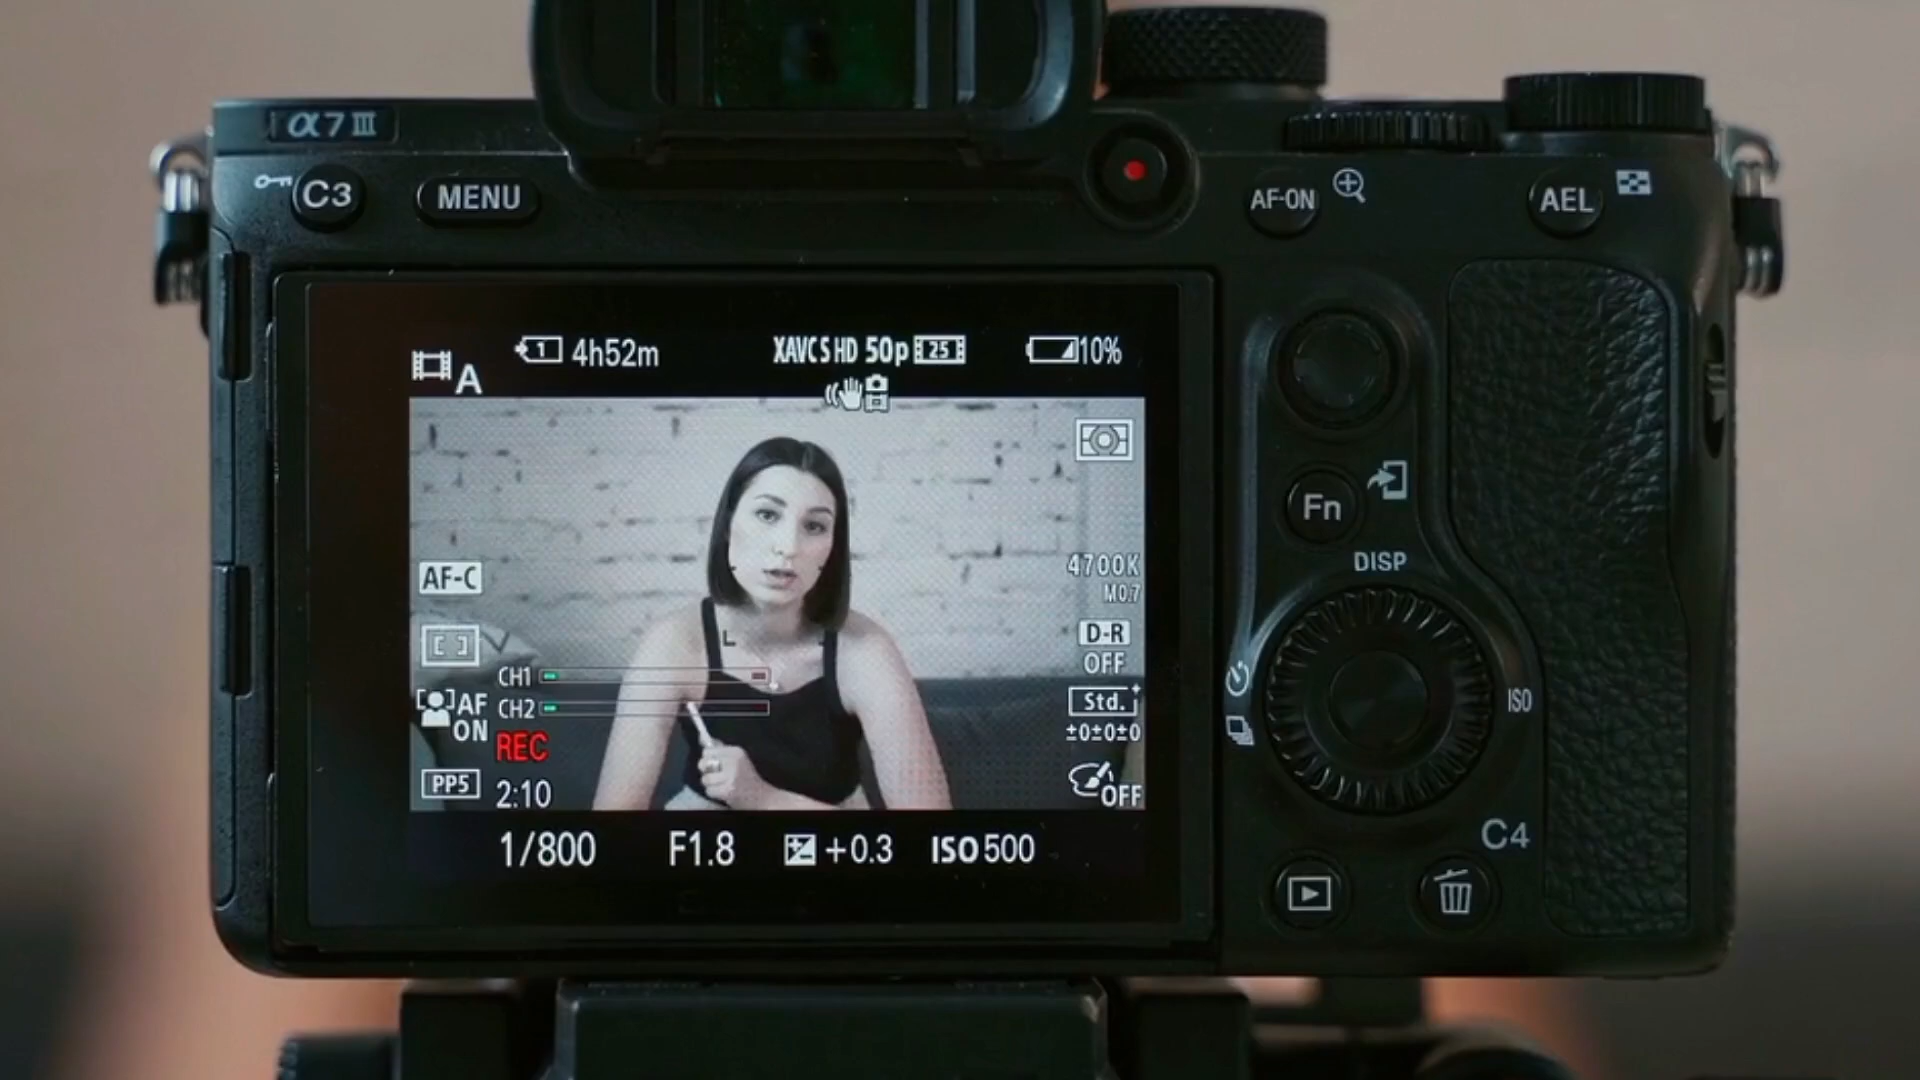 α7III
C3
MENU
AF-ON
AEL
1 4h52m
XAVC S HD 50p 25
10%
A
AF-C
4700K
M0.7
D-R
OFF
CH1
CH2
AF
ON
REC
Std.
±0±0±0
PP5
2:10
OFF
1/800
F1.8
+0.3
ISO 500
Fn
DISP
ISO
C4